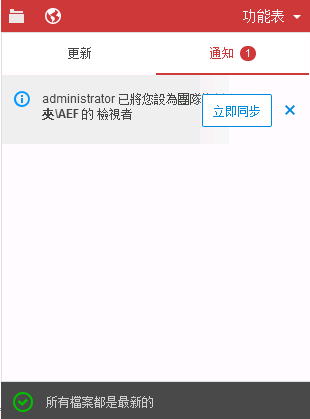 功能表
更新
通知 1
administrator 已將您設為團隊
夾\AEF 的 檢視者
立即同步
所有檔案都是最新的